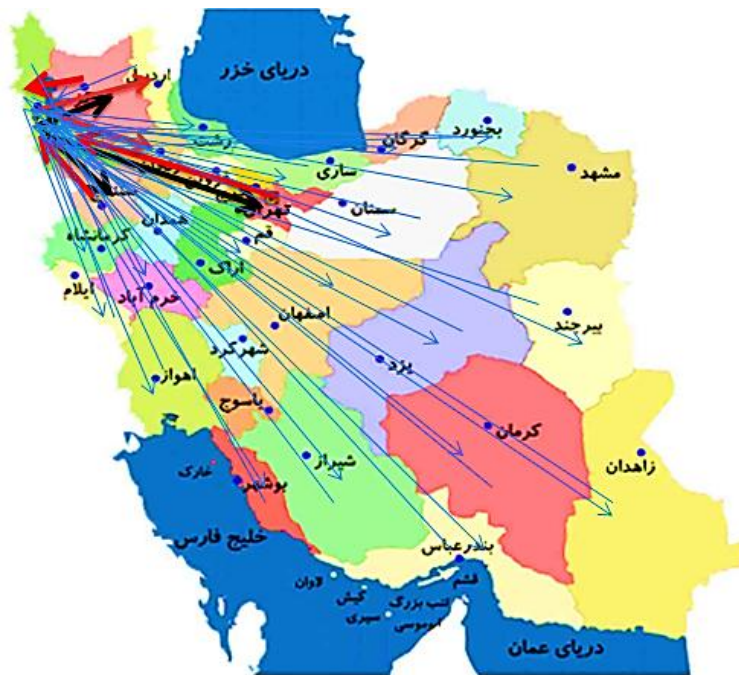 دریای خزر
اردبیل
بجنورد
گرگان
رشت
مشهد
ساری
سمنان
تهران
همدان
قم
کرمانشاه
اراک
ایلام
خرم آباد
بیرجند
اصفهان
شهرکرد
یزد
اهواز
یاسوج
کرمان
شیراز
زاهدان
خارک
بوشهر
خلیج فارس
بندرعباس
لاوان
قشم
کیش
تنب بزرگ
سیری
ابوموسی
دریای عمان